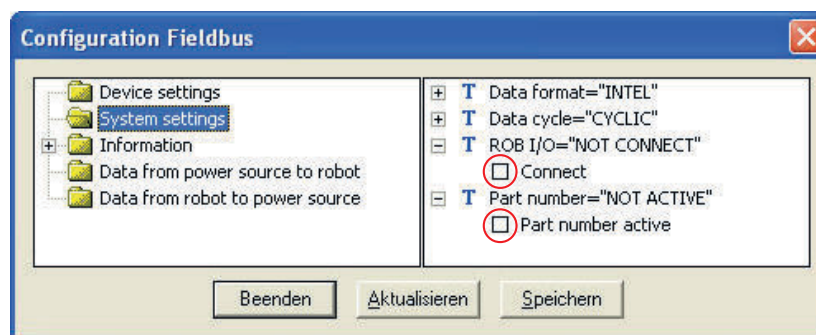 Configuration Fieldbus
Device settings
System settings
Information
Data from power source to robot
Data from robot to power source
T Data format="INTEL"
T Data cycle="CYCLIC"
T ROB I/O="NOT CONNECT"
Connect
T Part number="NOT ACTIVE"
Part number active
Beenden Aktualisieren Speichern